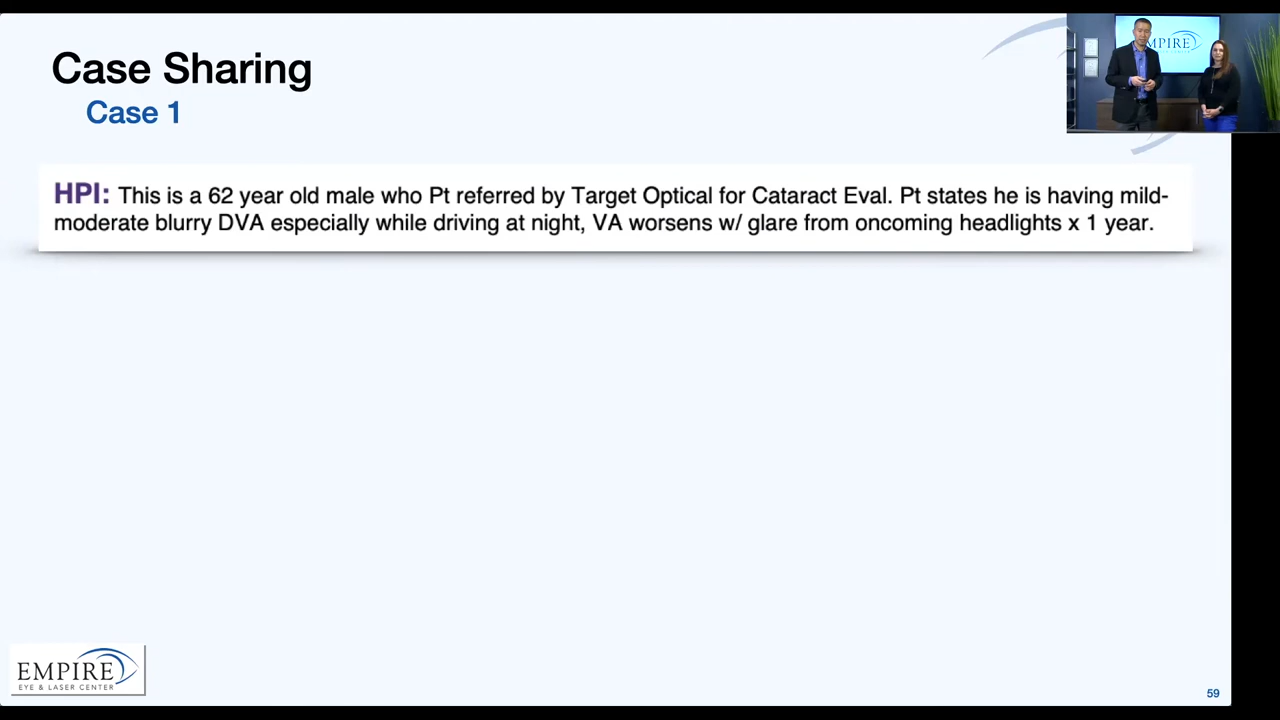 Case Sharing
Case 1
HPI: This is a 62 year old male who Pt referred by Target Optical for Cataract Eval. Pt states he is having mild-
moderate blurry DVA especially while driving at night, VA worsens w/ glare from oncoming headlights x 1 year.
EMPIRE
EMPIRE
EYE & LASER CENTER
59